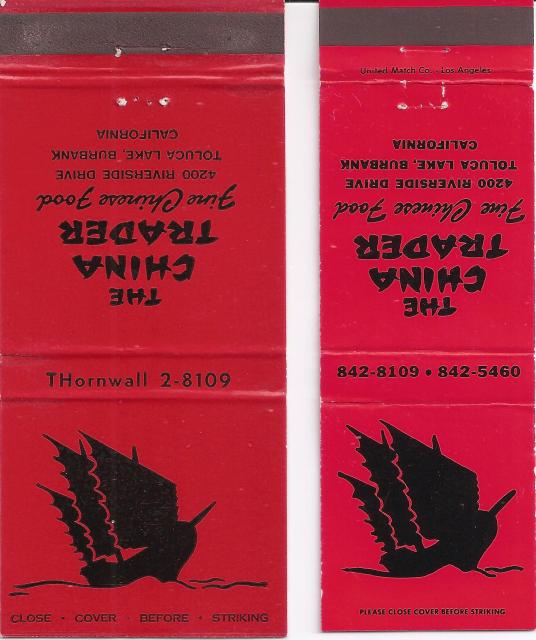 THE
CHINA
TRADER
Fine Chinese Food
4200 RIVERSIDE DRIVE
TOLUCA LAKE, BURBANK
CALIFORNIA
THornwall 2-8109
CLOSE • COVER • BEFORE • STRIKING
United Match Co. - Los Angeles
THE
CHINA
TRADER
Fine Chinese Food
4200 RIVERSIDE DRIVE
TOLUCA LAKE, BURBANK
CALIFORNIA
842-8109 • 842-5460
PLEASE CLOSE COVER BEFORE STRIKING